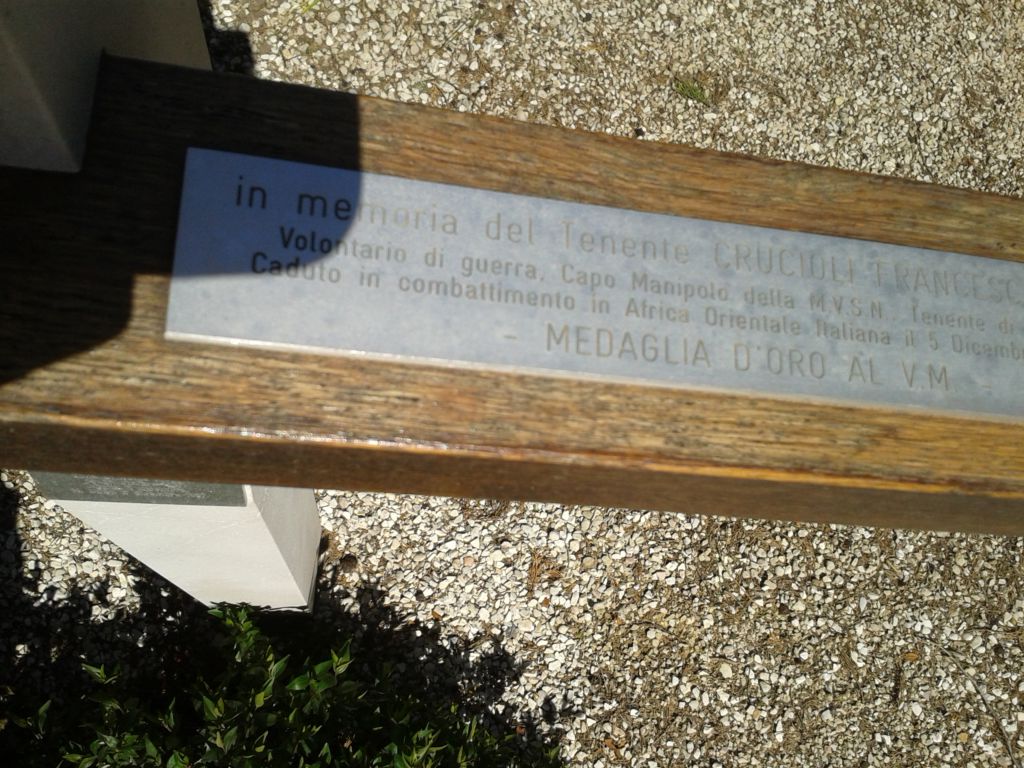 in memoria del Tenente CRUCIOLI FRANCESC
Volontario di guerra, Capo Manipolo della M.V.S.N. Tenente di
Caduto in combattimento in Africa Orientale Italiana il 5 Dicemb
- MEDAGLIA D'ORO AL V.M. -